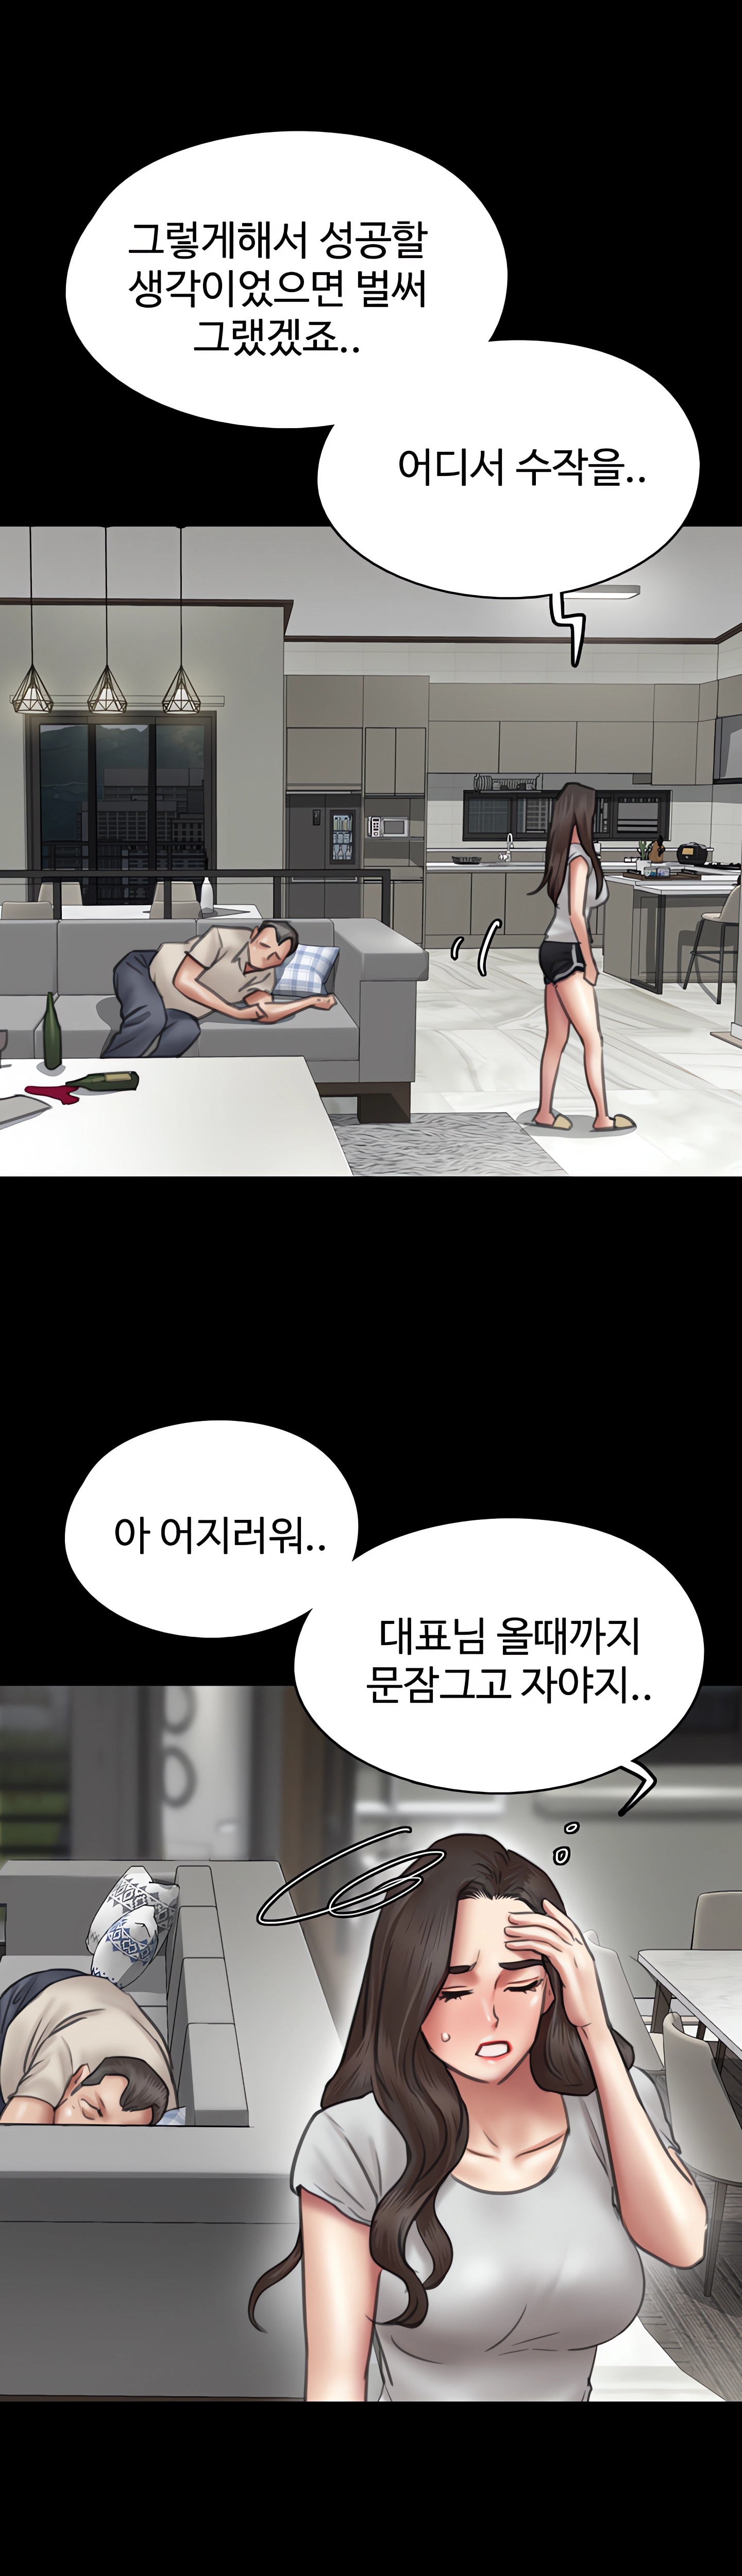 그렇게해서 성공할
생각이었으면 벌써
그랬겠죠..
어디서 수작을..
아 어지러워..
대표님 올때까지
문잠그고 자야지..